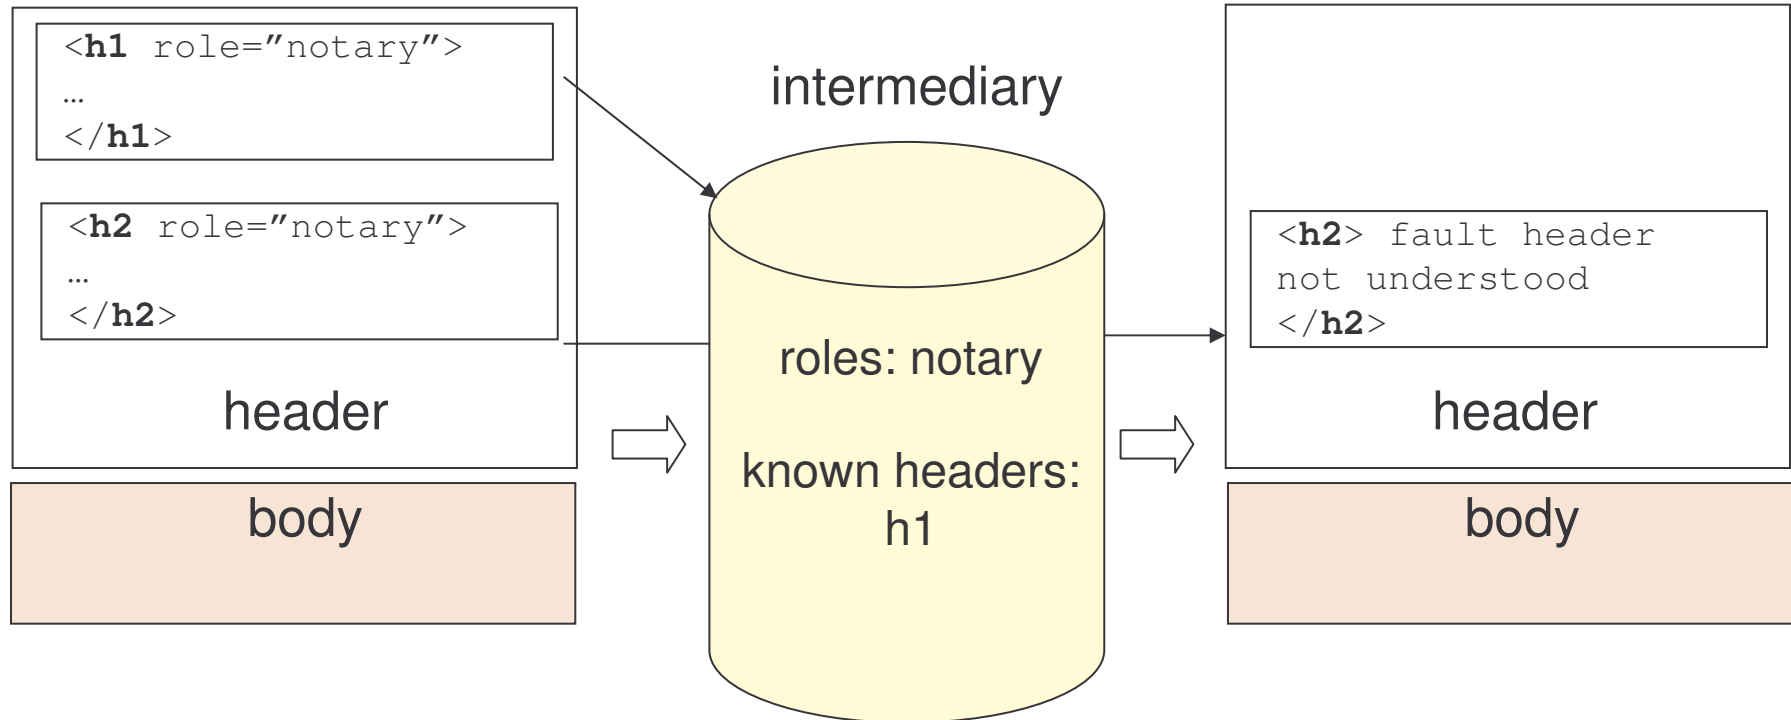 <h1 role=”notary”>
…
</h1>
<h2 role=”notary”>
…
</h2>
header
body
intermediary
roles: notary
known headers:
h1
<h2> fault header
not understood
</h2>
header
body